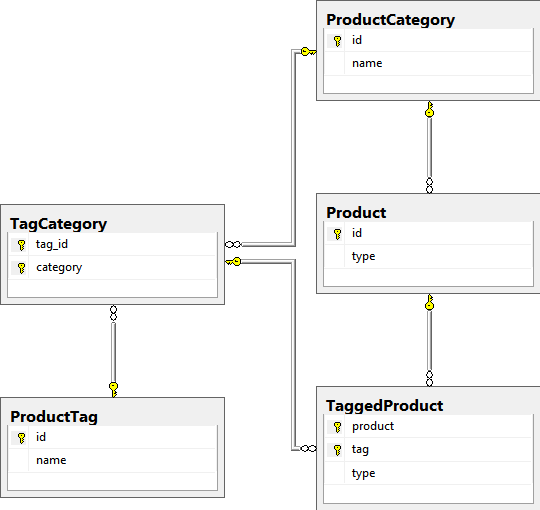 ProductCategory
id
name
TagCategory
tag_id
category
Product
id
type
ProductTag
id
name
TaggedProduct
product
tag
type